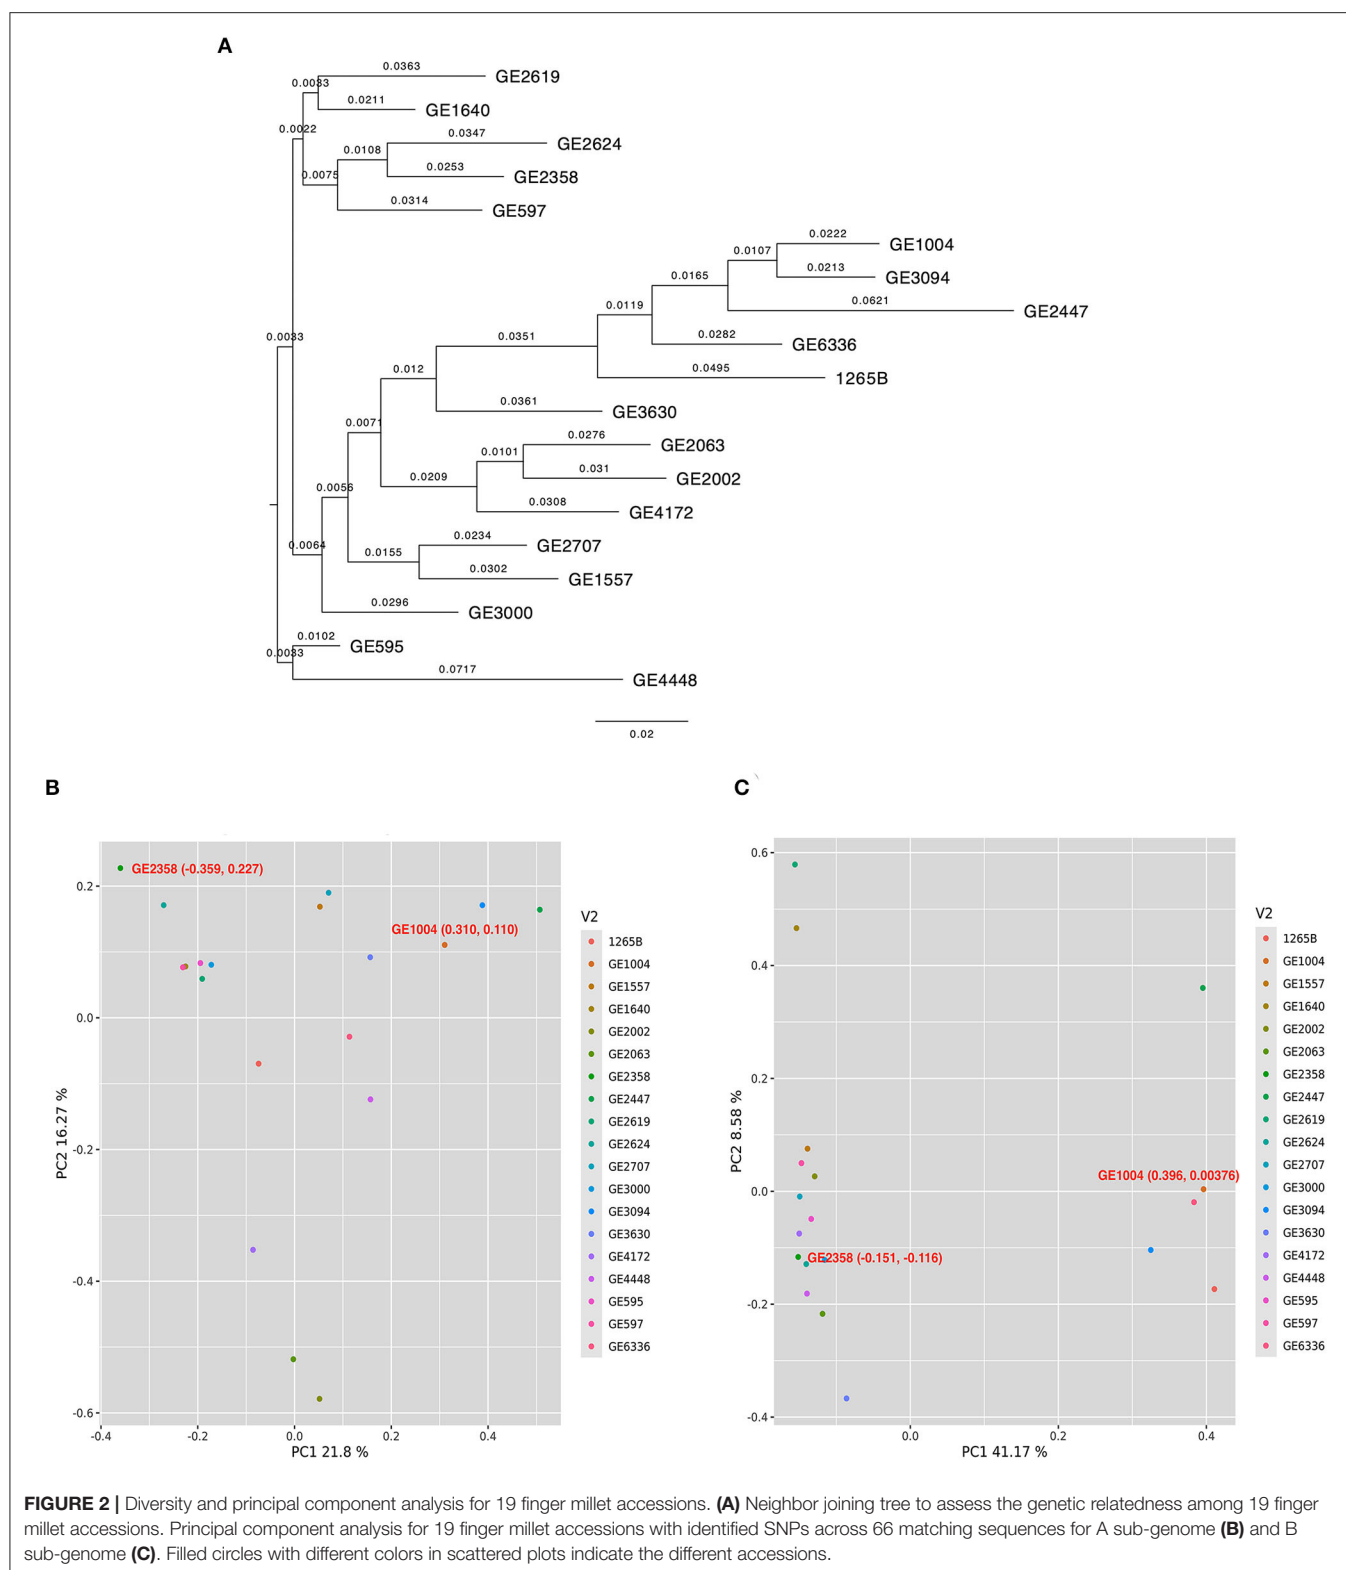 A
0.0363
GE2619
0.0033
0.0211
GE1640
0.0022
0.0347
GE2624
0.0108
0.0253
GE2358
0.0075
0.0314
GE597
0.0222
GE1004
0.0107
0.0213
GE3094
0.0165
0.0621
GE2447
0.0119
0.0282
GE6336
0.0033
0.0351
0.0495
1265B
0.012
0.0361
GE3630
0.0071
0.0276
GE2063
0.0101
0.031
GE2002
0.0209
0.0308
GE4172
0.0056
0.0234
GE2707
0.0155
0.0302
GE1557
0.0064
0.0296
GE3000
0.0102
GE595
0.0033
0.0717
GE4448
0.02
B
GE2358 (-0.359, 0.227)
GE1004 (0.310, 0.110)
0.2
0.0
-0.2
-0.4
-0.6
PC2 16.27 %
-0.4 -0.2 0.0 0.2 0.4
PC1 21.8 %
V2
1265B
GE1004
GE1557
GE1640
GE2002
GE2063
GE2358
GE2447
GE2619
GE2624
GE2707
GE3000
GE3094
GE3630
GE4172
GE4448
GE595
GE597
GE6336
C
0.6
0.4
0.2
0.0
-0.2
-0.4
PC2 8.58 %
GE1004 (0.396, 0.00376)
GE2358 (-0.151, -0.116)
0.0 0.2 0.4
PC1 41.17 %
V2
1265B
GE1004
GE1557
GE1640
GE2002
GE2063
GE2358
GE2447
GE2619
GE2624
GE2707
GE3000
GE3094
GE3630
GE4172
GE4448
GE595
GE597
GE6336
FIGURE 2 | Diversity and principal component analysis for 19 finger millet accessions. (A) Neighbor joining tree to assess the genetic relatedness among 19 finger
millet accessions. Principal component analysis for 19 finger millet accessions with identified SNPs across 66 matching sequences for A sub-genome (B) and B
sub-genome (C). Filled circles with different colors in scattered plots indicate the different accessions.